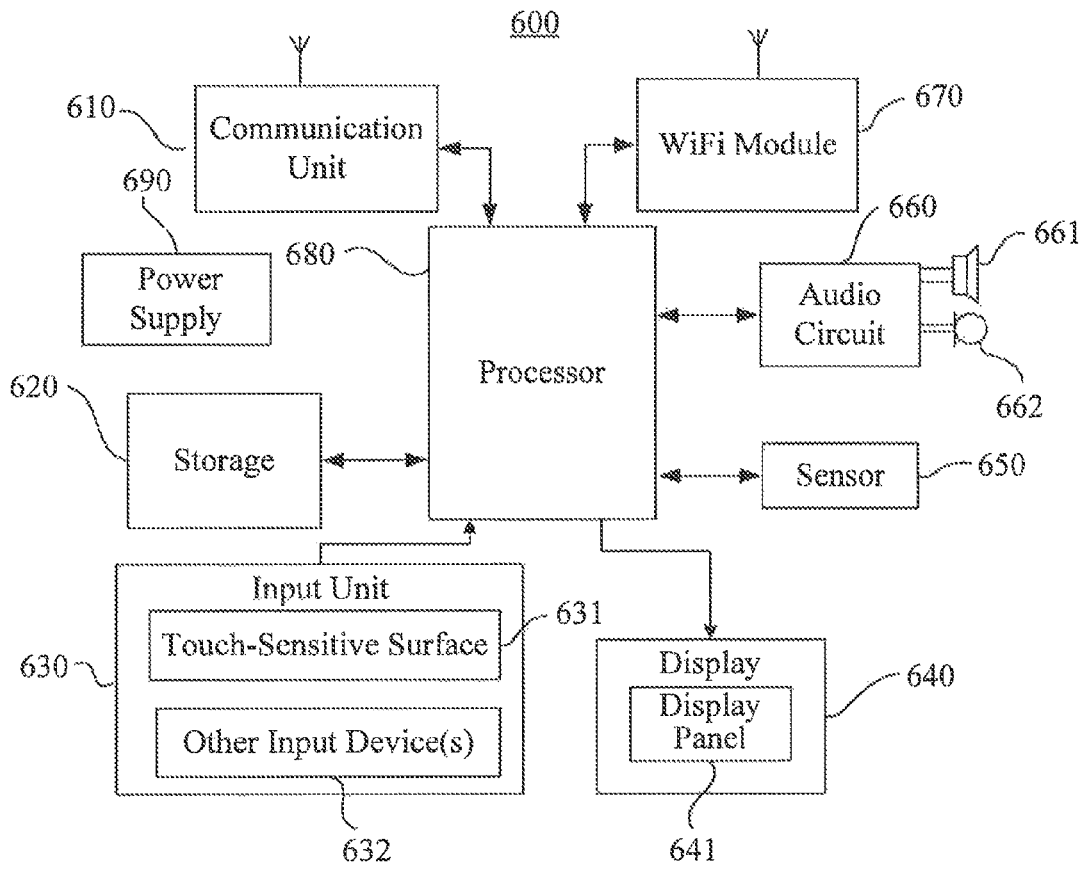 600
610
Communication
Unit
WiFi Module
670
690
Power
Supply
680
Processor
660
Audio
Circuit
661
662
620
Storage
Sensor
650
Input Unit
Touch-Sensitive Surface
631
630
Other Input Device(s)
632
Display
Display
Panel
640
641